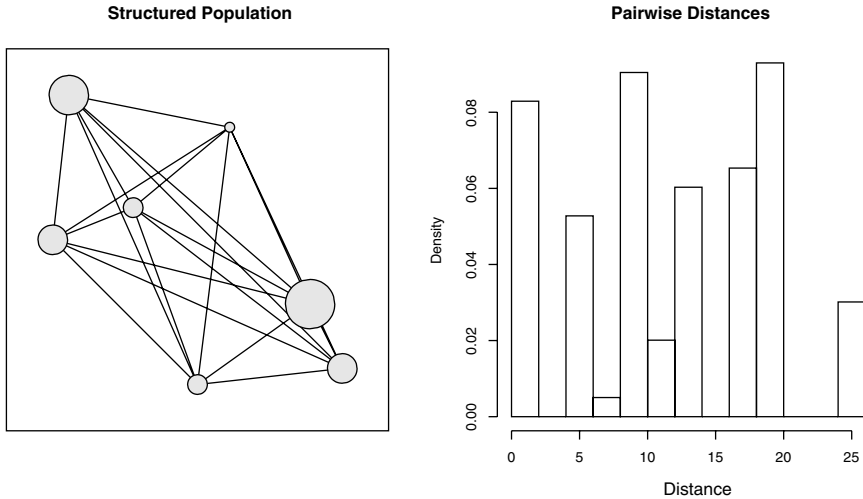 Structured Population
Pairwise Distances
Density
0.08
0.06
0.04
0.02
0.00
0 5 10 15 20 25
Distance